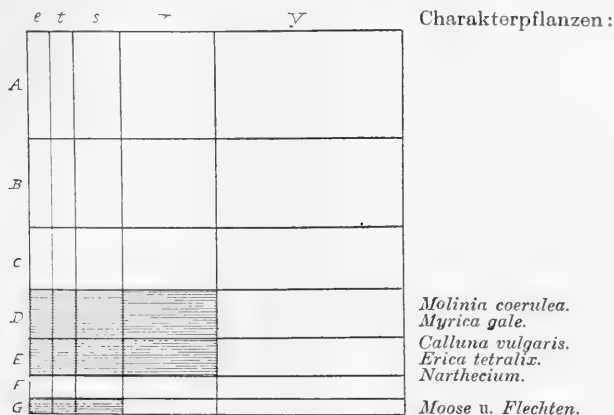 e t s r V Charakterpflanzen:
A
B
C
D Molinia coerulea.
Myrica gale.
Calluna vulgaris.
E Erica tetralix.
Narthecium.
F
G Moose u. Flechten.